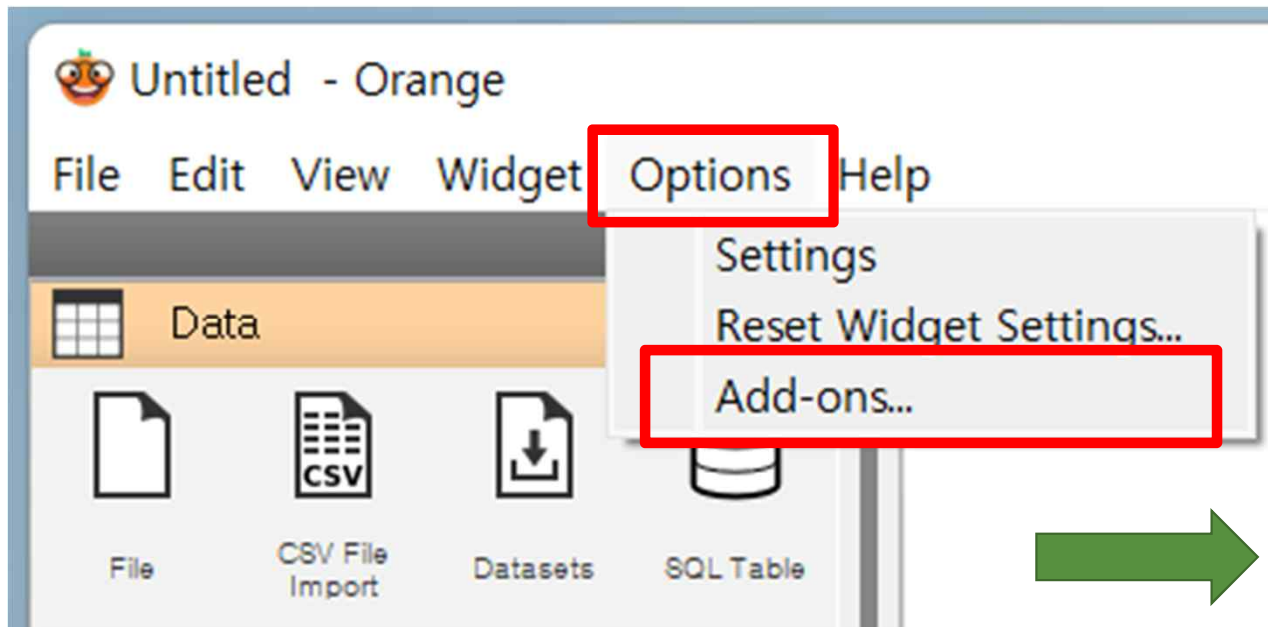 Untitled - Orange
File Edit View Widget Options Help
Settings
Reset Widget Settings...
Add-ons...
Data
CSV
File
CSV File
Import
Datasets
SQL Table